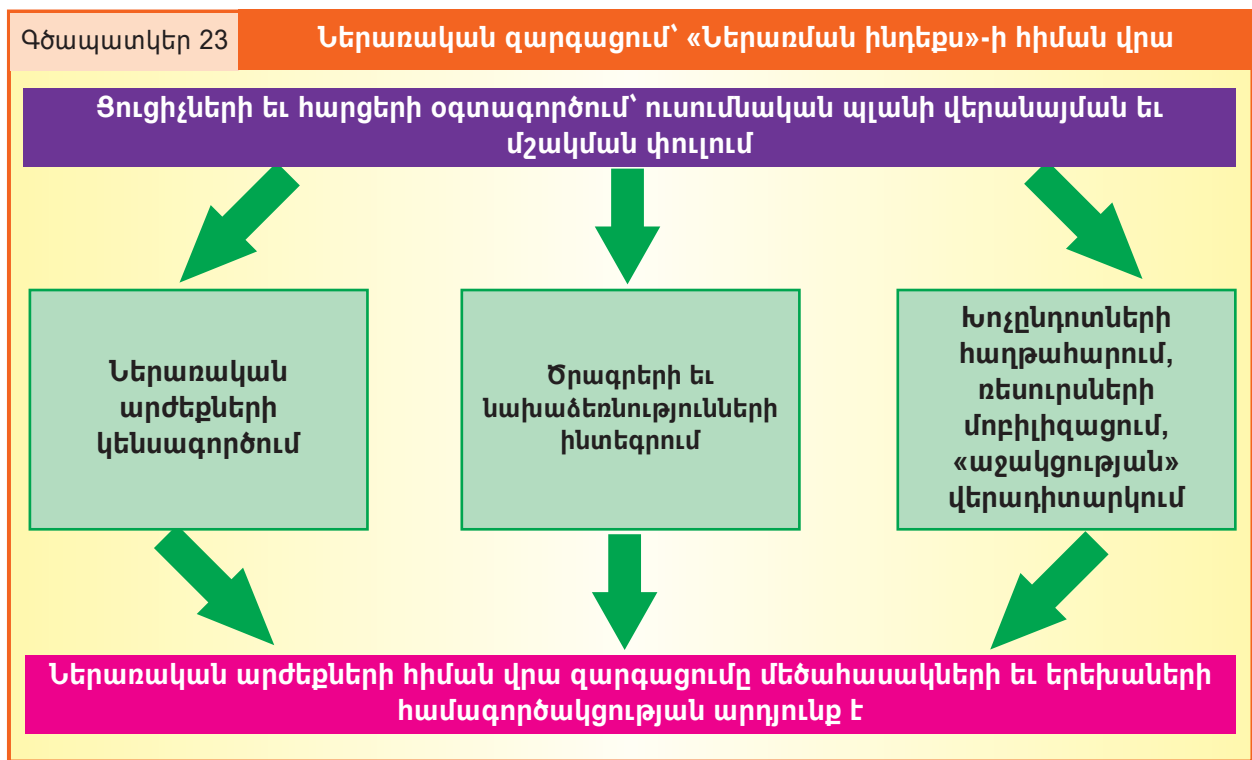 Գծապատկեր 23
Ներառական զարգացում՝ «Ներառման ինդեքս»-ի հիման վրա
Ցուցիչների եւ հարցերի օգտագործում՝ ուսումնական պլանի վերանայման եւ
մշակման փուլում
Ներառական
արժեքների
կենսագործում
Ծրագրերի եւ
նախաձեռնությունների
ինտեգրում
Խոչընդոտների
հաղթահարում,
ռեսուրսների
մոբիլիզացում,
«աջակցության»
վերադիտարկում
Ներառական արժեքների հիման վրա զարգացումը մեծահասակների եւ երեխաների
համագործակցության արդյունք է